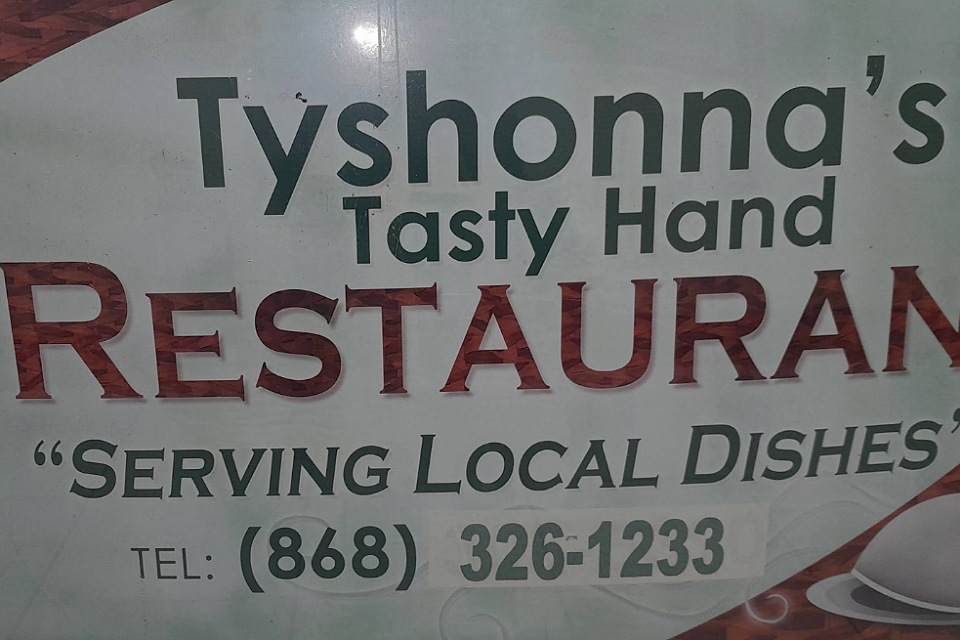 Tyshonna's
Tasty Hand
RESTAURAN
"SERVING LOCAL DISHES"
TEL: (868) 326-1233